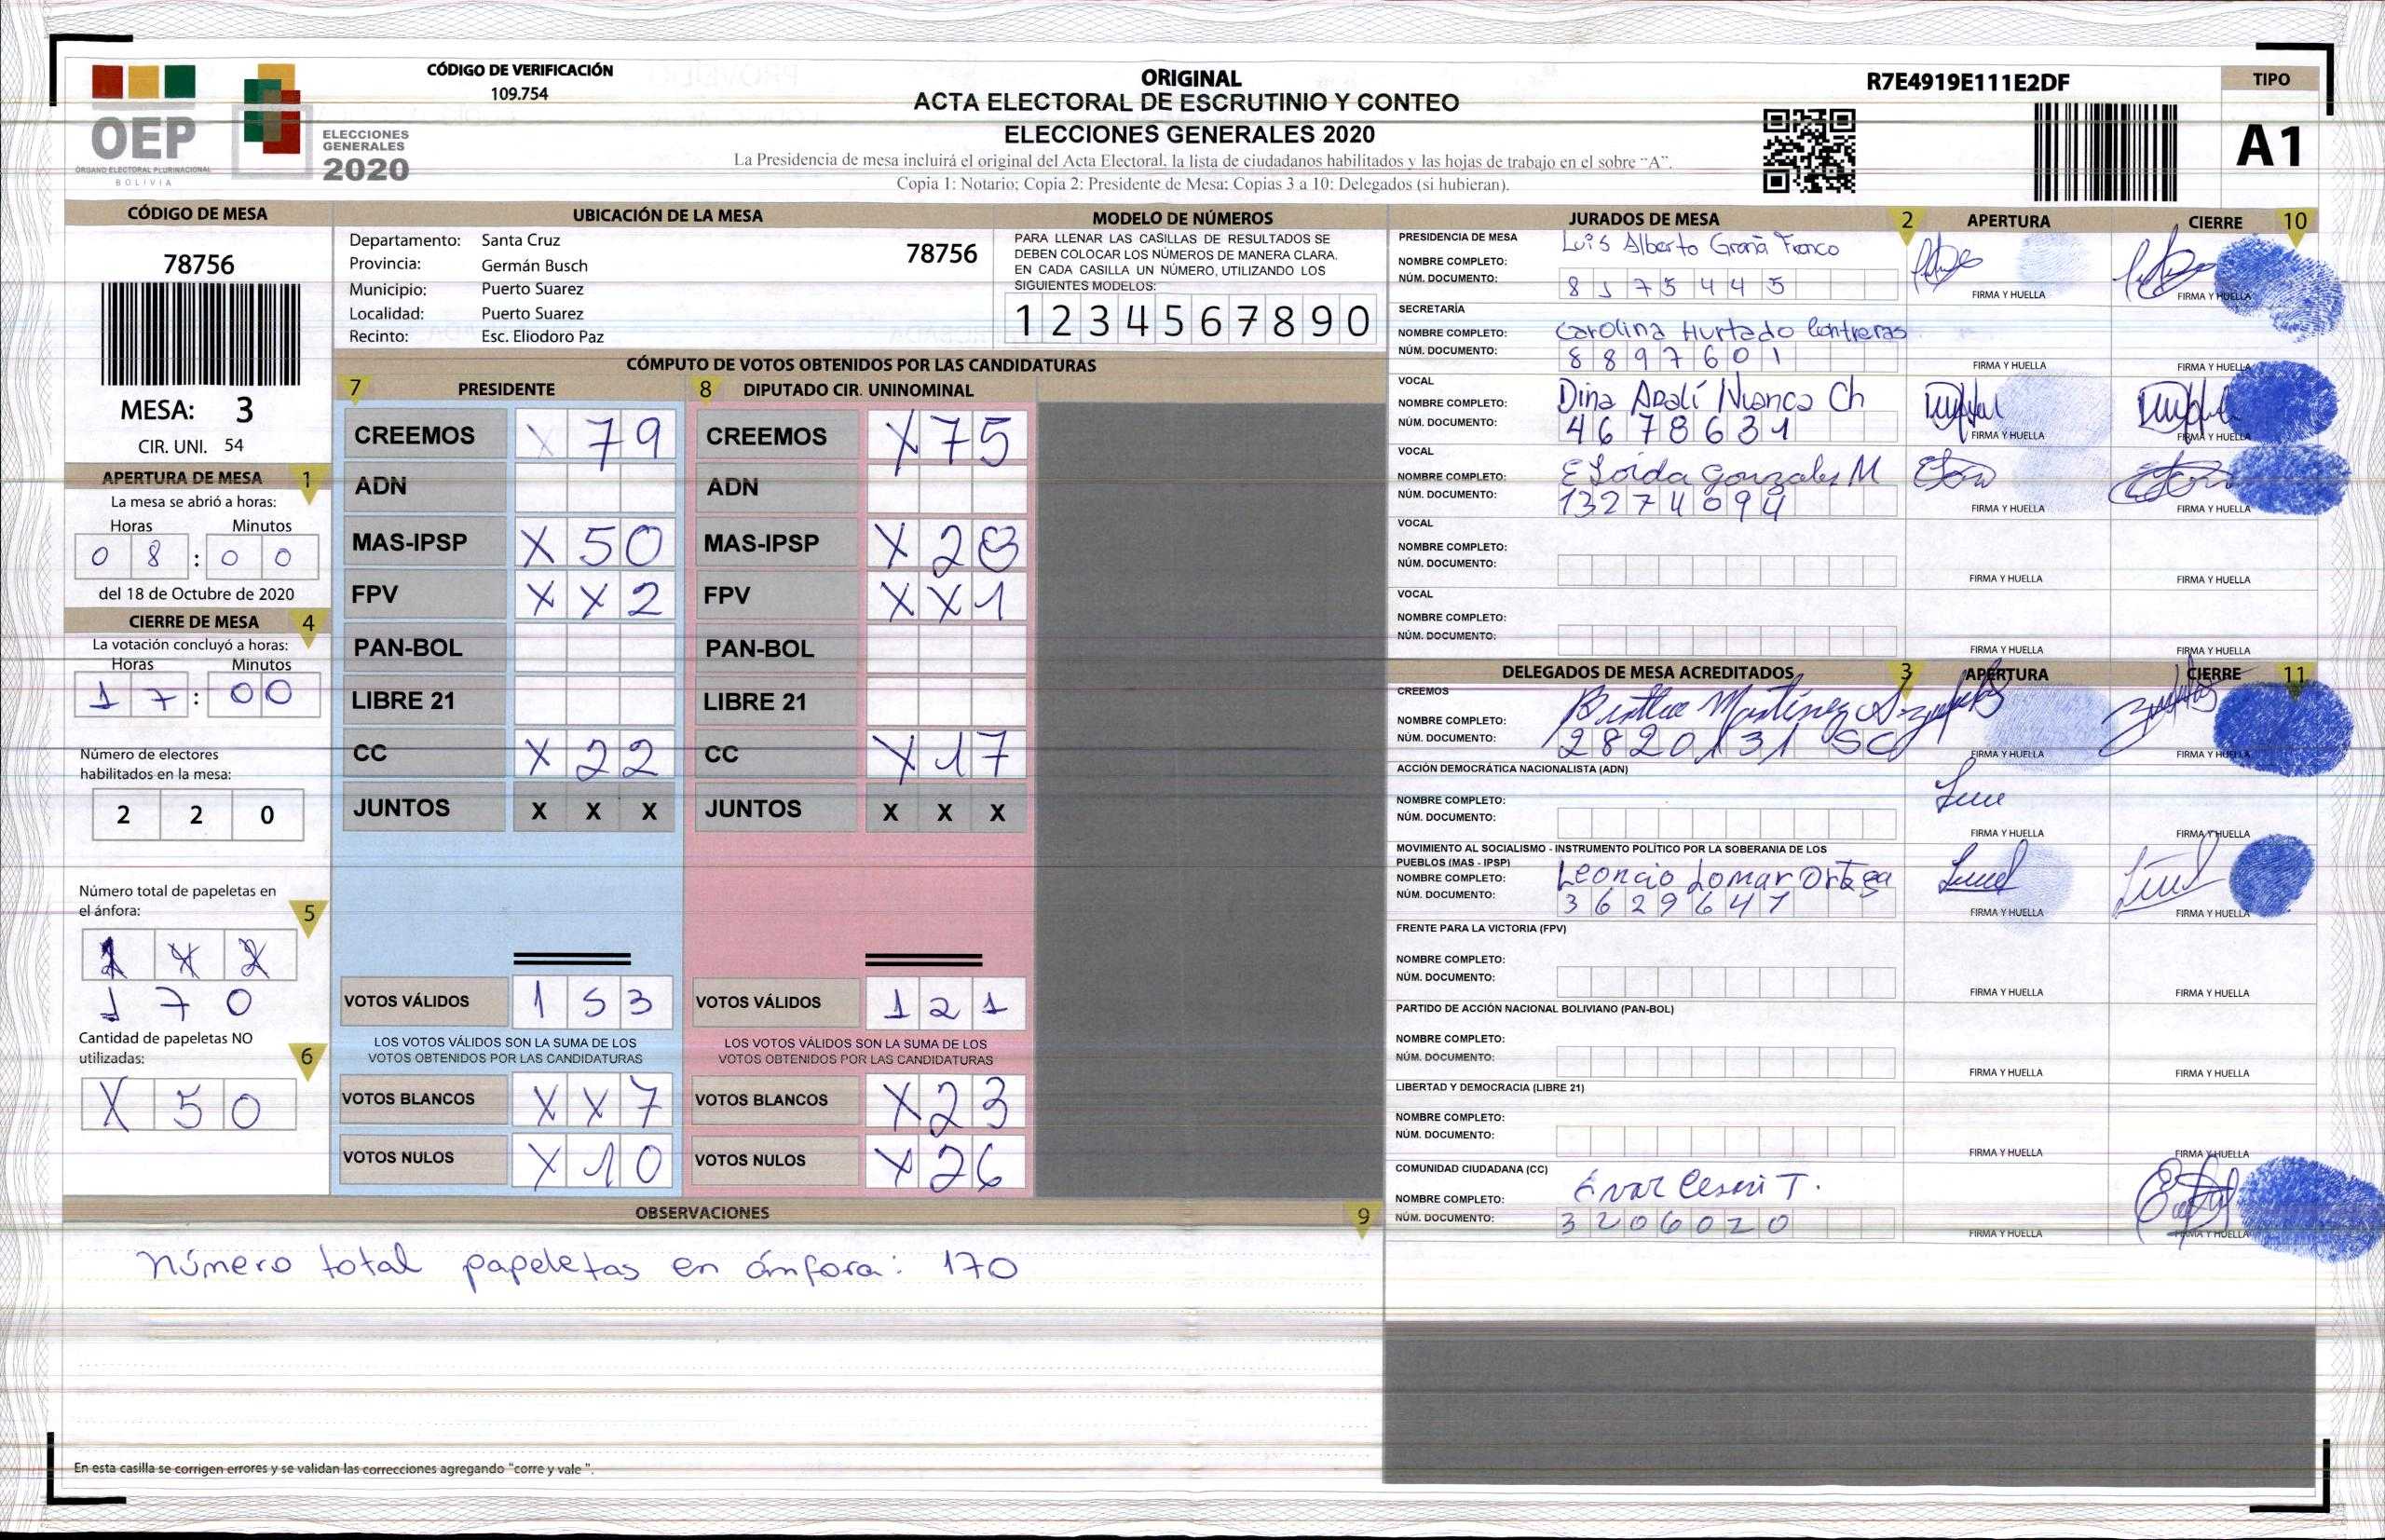 CÓDIGO DE VERIFICACIÓN
109.754
OEP
ÓRGANO ELECTORAL PLURINACIONAL
BOLIVIA
ELECCIONES
GENERALES
2020
ORIGINAL
ACTA ELECTORAL DE ESCRUTINIO Y CONTEO
ELECCIONES GENERALES 2020
La Presidencia de mesa incluirá el original del Acta Electoral, la lista de ciudadanos habilitados y las hojas de trabajo en el sobre "A".
Copia 1: Notario; Copia 2: Presidente de Mesa; Copias 3 a 10: Delegados (si hubieran).
R7E4919E111E2DF
TIPO
A1
CÓDIGO DE MESA
78756
MESA: 3
CIR. UNI. 54
APERTURA DE MESA 1
La mesa se abrió a horas:
Horas Minutos
0 8 : 0 0
del 18 de Octubre de 2020
CIERRE DE MESA 4
La votación concluyó a horas:
Horas Minutos
1 7 : 0 0
Número de electores
habilitados en la mesa:
2 2 0
Número total de papeletas en
el ánfora: 5
1 7 0
Cantidad de papeletas NO
utilizadas: 6
X 5 0
UBICACIÓN DE LA MESA
Departamento: Santa Cruz 78756
Provincia: Germán Busch
Municipio: Puerto Suarez
Localidad: Puerto Suarez
Recinto: Esc. Eliodoro Paz
MODELO DE NÚMEROS
PARA LLENAR LAS CASILLAS DE RESULTADOS SE
DEBEN COLOCAR LOS NÚMEROS DE MANERA CLARA.
EN CADA CASILLA UN NÚMERO, UTILIZANDO LOS
SIGUIENTES MODELOS:
1 2 3 4 5 6 7 8 9 0
CÓMPUTO DE VOTOS OBTENIDOS POR LAS CANDIDATURAS
7 PRESIDENTE 8 DIPUTADO CIR. UNINOMINAL
CREEMOS X 7 9 CREEMOS X 7 5
ADN ADN
MAS-IPSP X 5 0 MAS-IPSP X 2 8
FPV X X 2 FPV X X 1
PAN-BOL PAN-BOL
LIBRE 21 LIBRE 21
CC X 2 2 CC X 1 7
JUNTOS X X X JUNTOS X X X
VOTOS VÁLIDOS 1 5 3 VOTOS VÁLIDOS 1 2 1
LOS VOTOS VÁLIDOS SON LA SUMA DE LOS LOS VOTOS VÁLIDOS SON LA SUMA DE LOS
VOTOS OBTENIDOS POR LAS CANDIDATURAS VOTOS OBTENIDOS POR LAS CANDIDATURAS
VOTOS BLANCOS X X 7 VOTOS BLANCOS X 2 3
VOTOS NULOS X 1 0 VOTOS NULOS X 2 6
OBSERVACIONES 9
Número total papeletas en ánfora: 170
En esta casilla se corrigen errores y se validan las correcciones agregando "corre y vale ".
JURADOS DE MESA 2 APERTURA CIERRE 10
PRESIDENCIA DE MESA
NOMBRE COMPLETO: Luis Alberto Graña Franco
NÚM. DOCUMENTO: 8 1 7 5 4 4 5
FIRMA Y HUELLA FIRMA Y HUELLA
SECRETARÍA
NOMBRE COMPLETO: Carolina Hurtado Contreras
NÚM. DOCUMENTO: 8 8 9 7 6 0 1
FIRMA Y HUELLA FIRMA Y HUELLA
VOCAL
NOMBRE COMPLETO: Dina Ch
NÚM. DOCUMENTO: 4 6 7 8 6 3 1
FIRMA Y HUELLA FIRMA Y HUELLA
VOCAL
NOMBRE COMPLETO: Eloida Gonzales M
NÚM. DOCUMENTO: 1 3 2 7 4 0 9 4
FIRMA Y HUELLA FIRMA Y HUELLA
VOCAL
NOMBRE COMPLETO:
NÚM. DOCUMENTO:
FIRMA Y HUELLA FIRMA Y HUELLA
VOCAL
NOMBRE COMPLETO:
NÚM. DOCUMENTO:
FIRMA Y HUELLA FIRMA Y HUELLA
DELEGADOS DE MESA ACREDITADOS 3 APERTURA CIERRE 11
CREEMOS
NOMBRE COMPLETO: Martínez
NÚM. DOCUMENTO: 2 8 2 0 1 3 1 SC
FIRMA Y HUELLA FIRMA Y HUELLA
ACCIÓN DEMOCRÁTICA NACIONALISTA (ADN)
NOMBRE COMPLETO:
NÚM. DOCUMENTO:
FIRMA Y HUELLA FIRMA Y HUELLA
MOVIMIENTO AL SOCIALISMO - INSTRUMENTO POLÍTICO POR LA SOBERANIA DE LOS
PUEBLOS (MAS - IPSP)
NOMBRE COMPLETO: Leoncio Lomar Ortega
NÚM. DOCUMENTO: 3 6 2 9 6 4 7
FIRMA Y HUELLA FIRMA Y HUELLA
FRENTE PARA LA VICTORIA (FPV)
NOMBRE COMPLETO:
NÚM. DOCUMENTO:
FIRMA Y HUELLA FIRMA Y HUELLA
PARTIDO DE ACCIÓN NACIONAL BOLIVIANO (PAN-BOL)
NOMBRE COMPLETO:
NÚM. DOCUMENTO:
FIRMA Y HUELLA FIRMA Y HUELLA
LIBERTAD Y DEMOCRACIA (LIBRE 21)
NOMBRE COMPLETO:
NÚM. DOCUMENTO:
FIRMA Y HUELLA FIRMA Y HUELLA
COMUNIDAD CIUDADANA (CC)
NOMBRE COMPLETO: T.
NÚM. DOCUMENTO: 3 2 0 6 0 2 0
FIRMA Y HUELLA FIRMA Y HUELLA